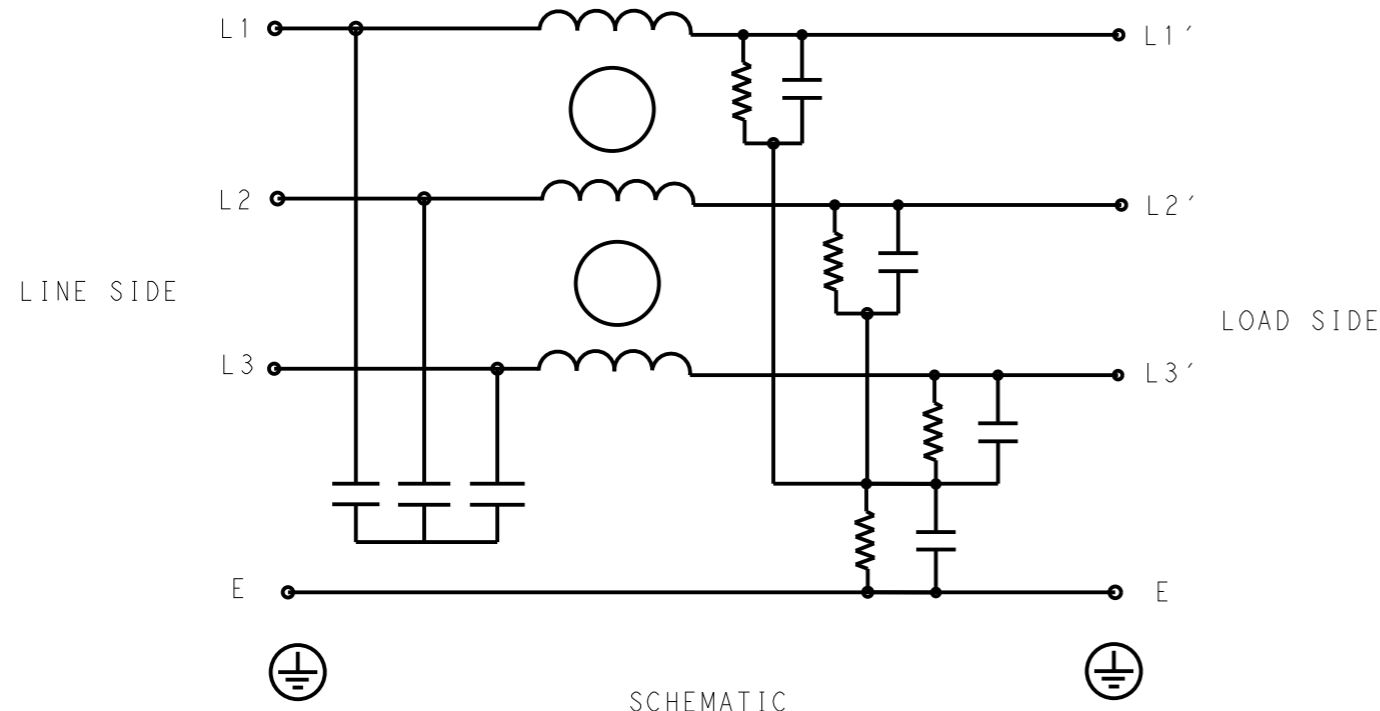 L1
L1′
L2
L2′
LINE SIDE
LOAD SIDE
L3
L3′
E
E
SCHEMATIC